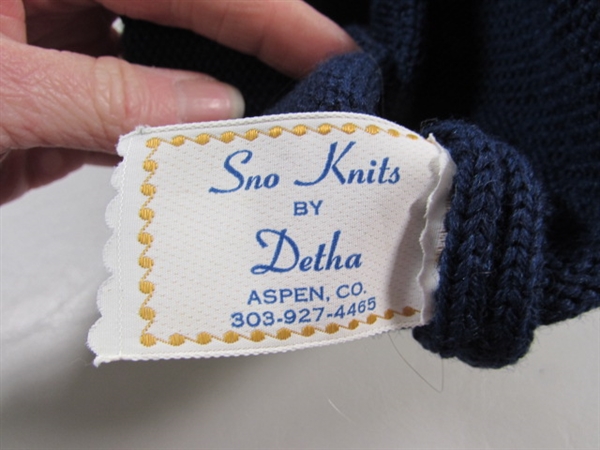 Sno Knits
BY
Detha
ASPEN, CO.
303-927-4465